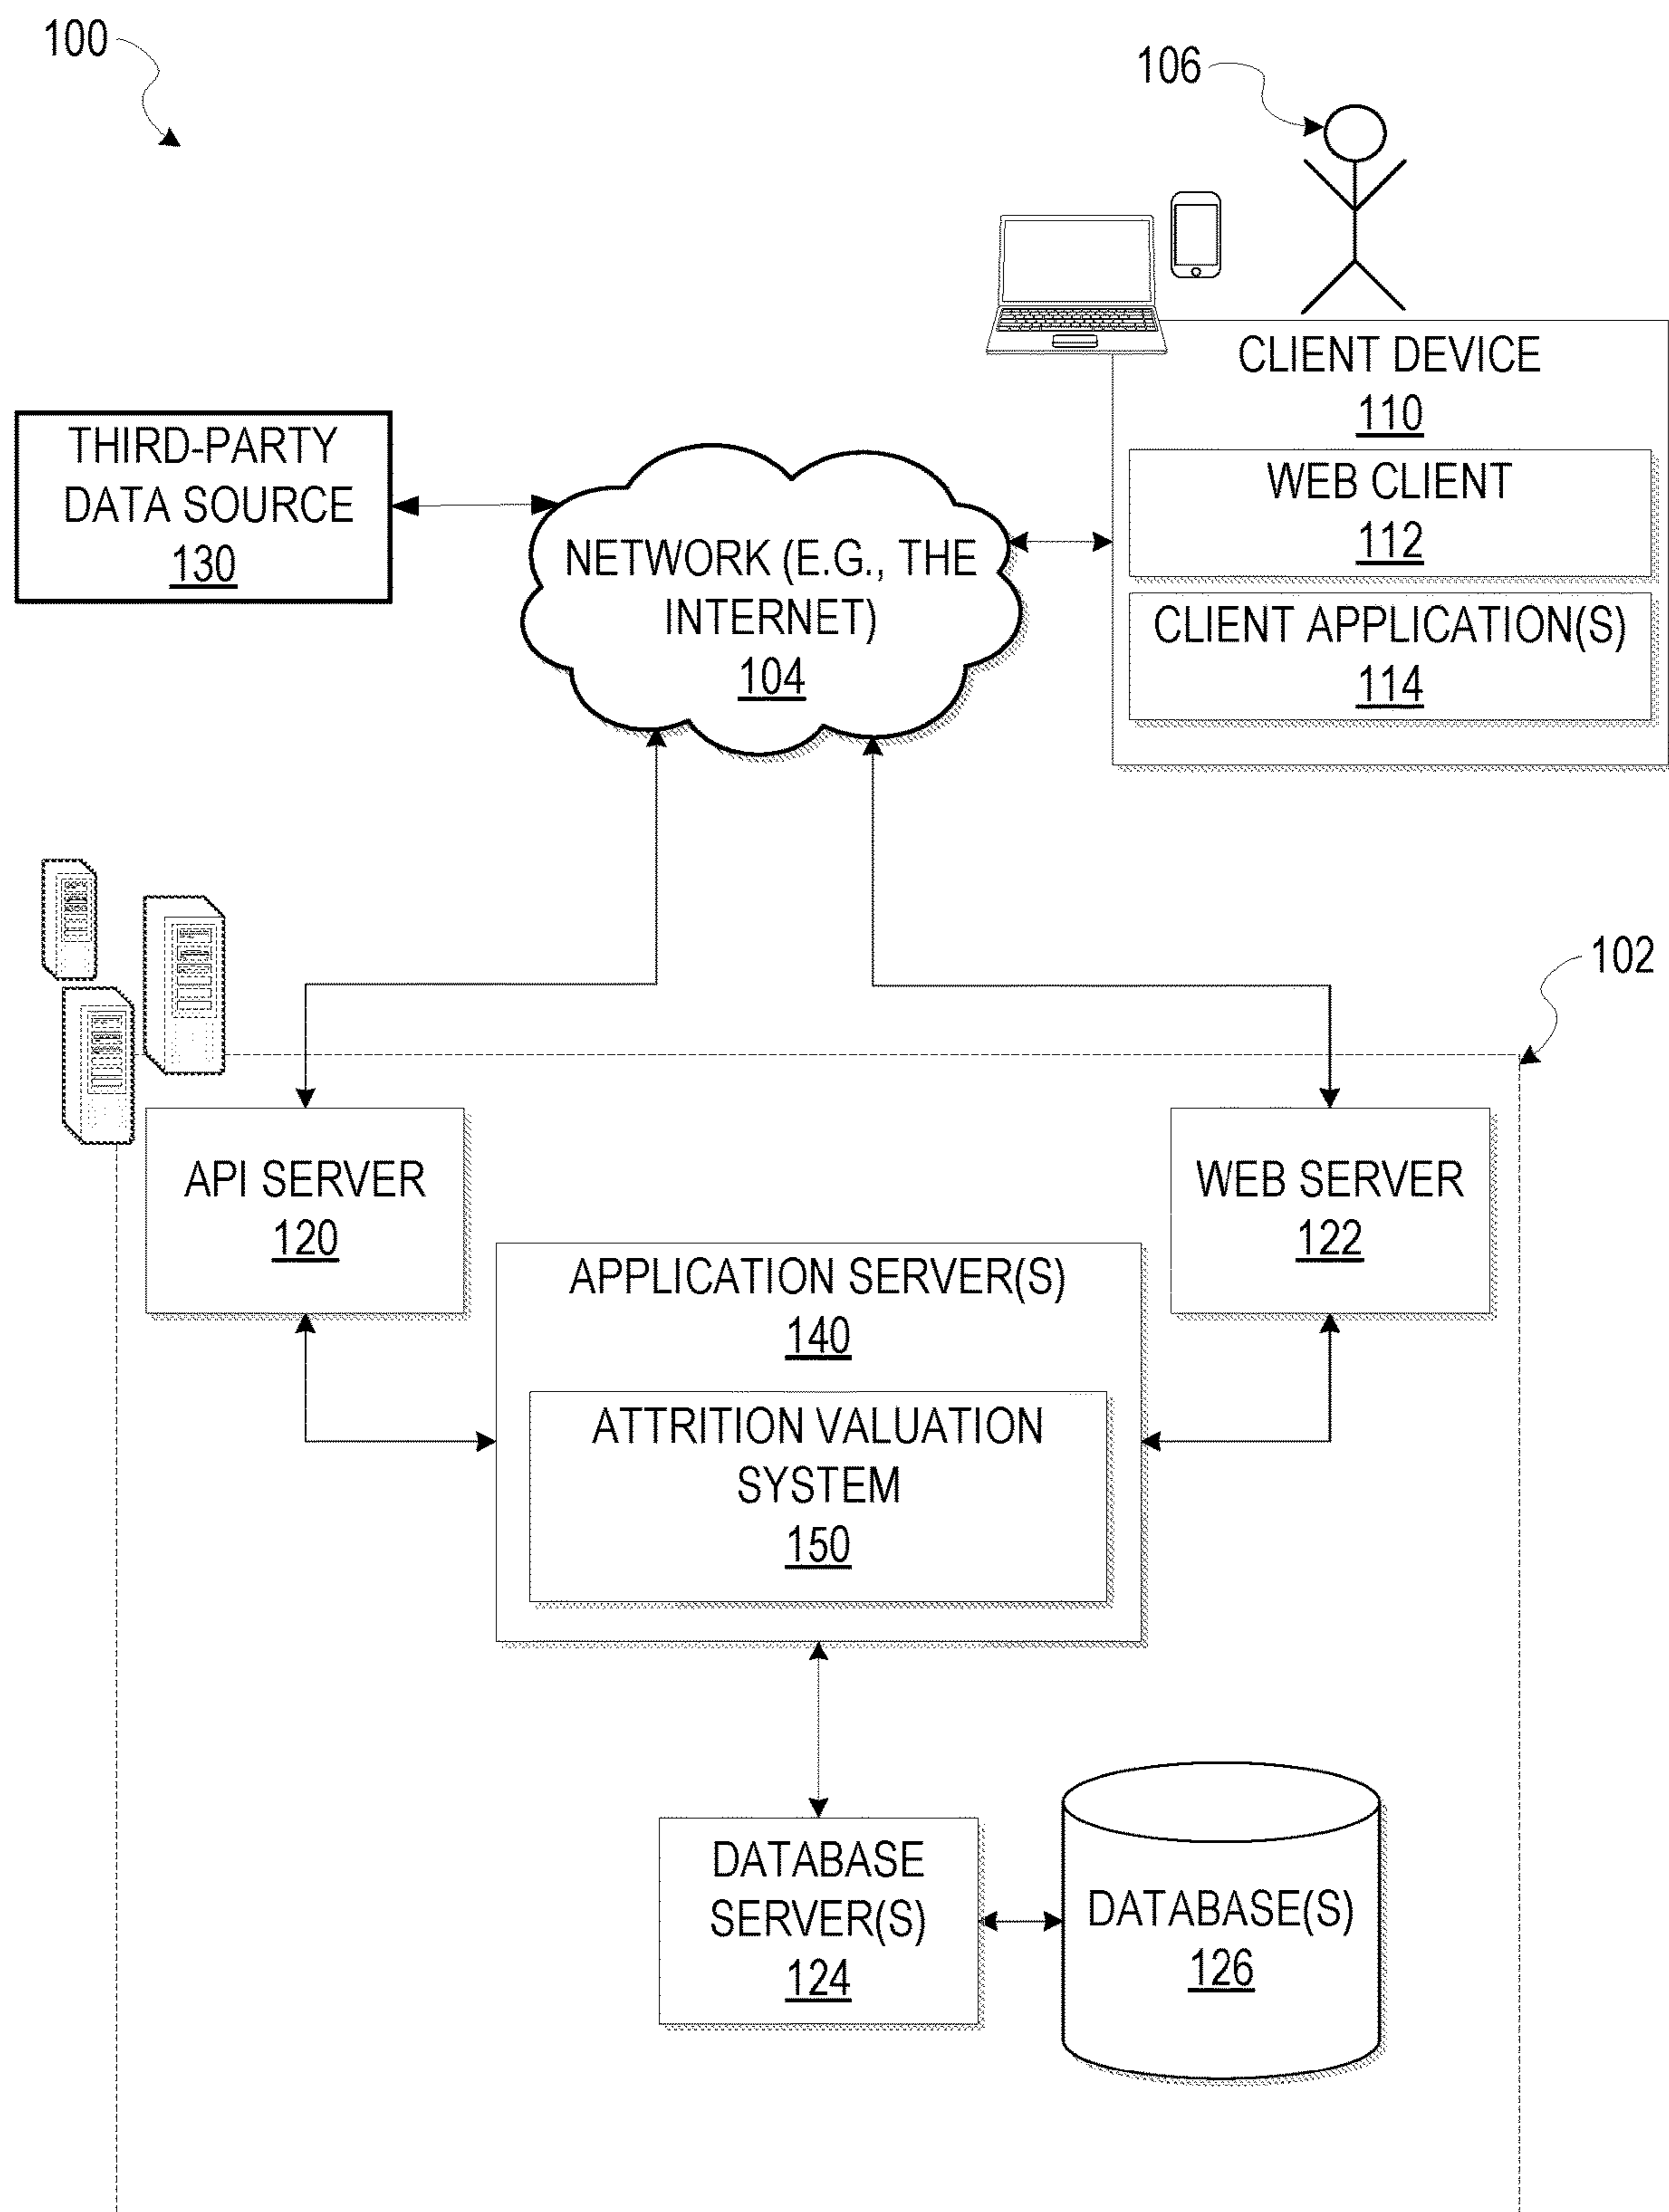 100
106
CLIENT DEVICE
110
WEB CLIENT
112
CLIENT APPLICATION(S)
114
THIRD-PARTY
DATA SOURCE
130
NETWORK (E.G., THE
INTERNET)
104
102
API SERVER
120
WEB SERVER
122
APPLICATION SERVER(S)
140
ATTRITION VALUATION
SYSTEM
150
DATABASE
SERVER(S)
124
DATABASE(S)
126